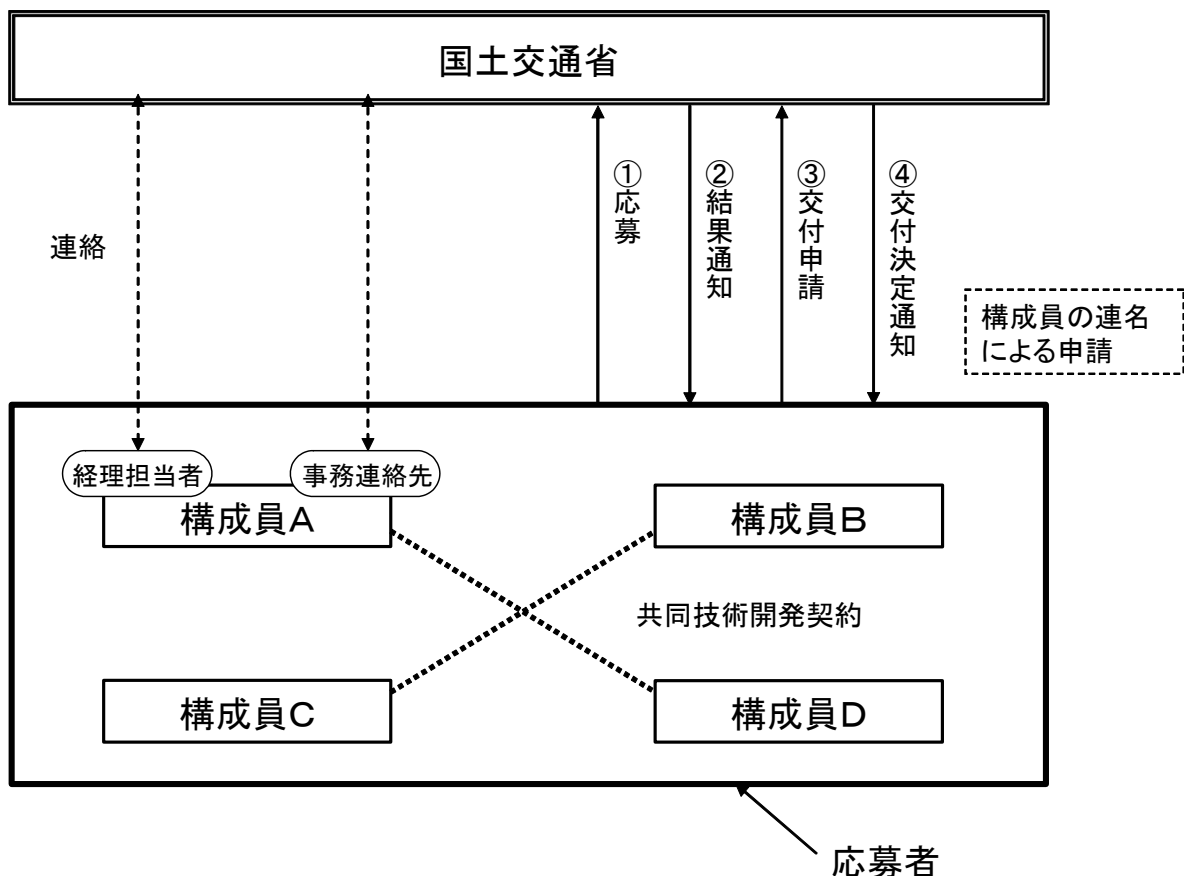 国土交通省
連絡
①応募
②結果通知
③交付申請
④交付決定通知
構成員の連名
による申請
経理担当者
事務連絡先
構成員A
構成員B
共同技術開発契約
構成員C
構成員D
応募者